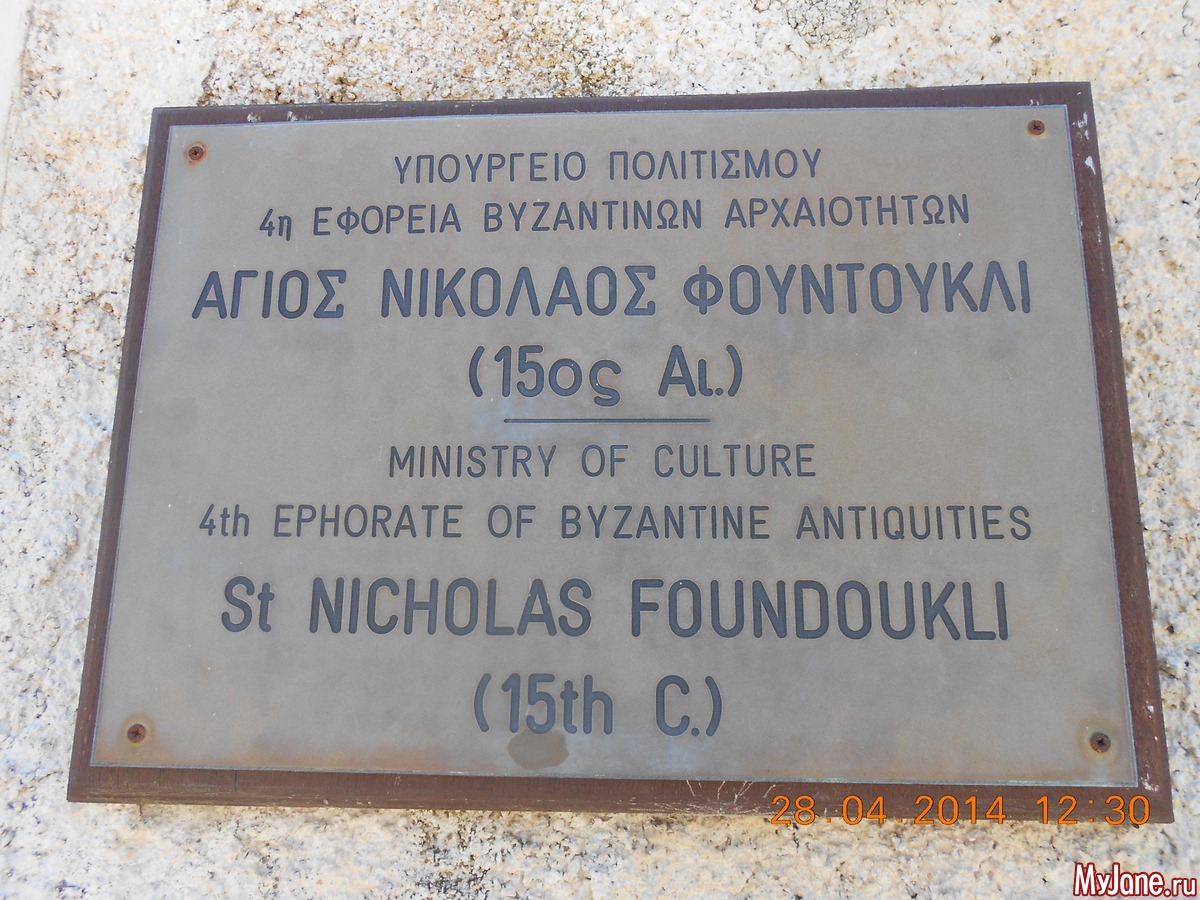 ΥΠΟΥΡΓΕΙΟ ΠΟΛΙΤΙΣΜΟΥ
4η ΕΦΟΡΕΙΑ ΒΥΖΑΝΤΙΝΩΝ ΑΡΧΑΙΟΤΗΤΩΝ
ΑΓΙΟΣ ΝΙΚΟΛΑΟΣ ΦΟΥΝΤΟΥΚΛΙ
(15ος Αι.)
MINISTRY OF CULTURE
4th EPHORATE OF BYZANTINE ANTIQUITIES
St NICHOLAS FOUNDOUKLI
(15th C.)
28.04.2014 12:30
MyJane.ru